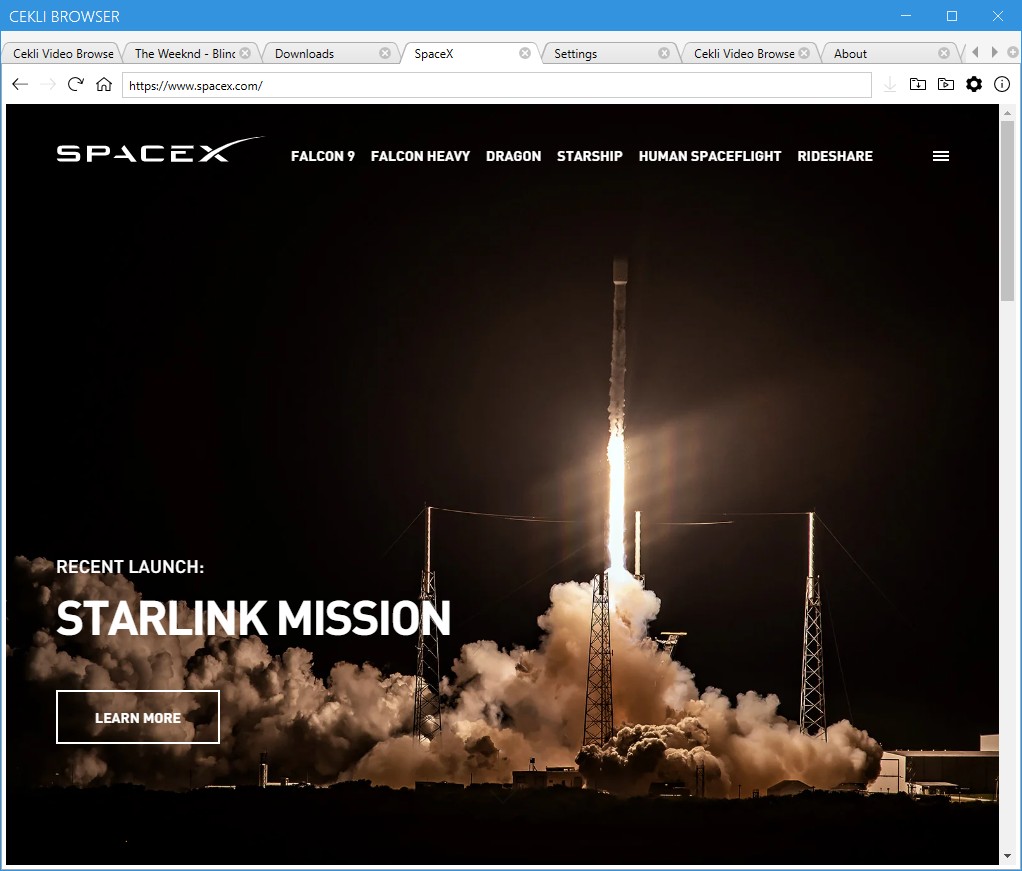 CEKLI BROWSER
Cekli Video Browse
The Weeknd - Blind
Downloads
SpaceX
Settings
Cekli Video Browse
About
https://www.spacex.com/
SPACEX
FALCON 9
FALCON HEAVY
DRAGON
STARSHIP
HUMAN SPACEFLIGHT
RIDESHARE
RECENT LAUNCH:
STARLINK MISSION
LEARN MORE